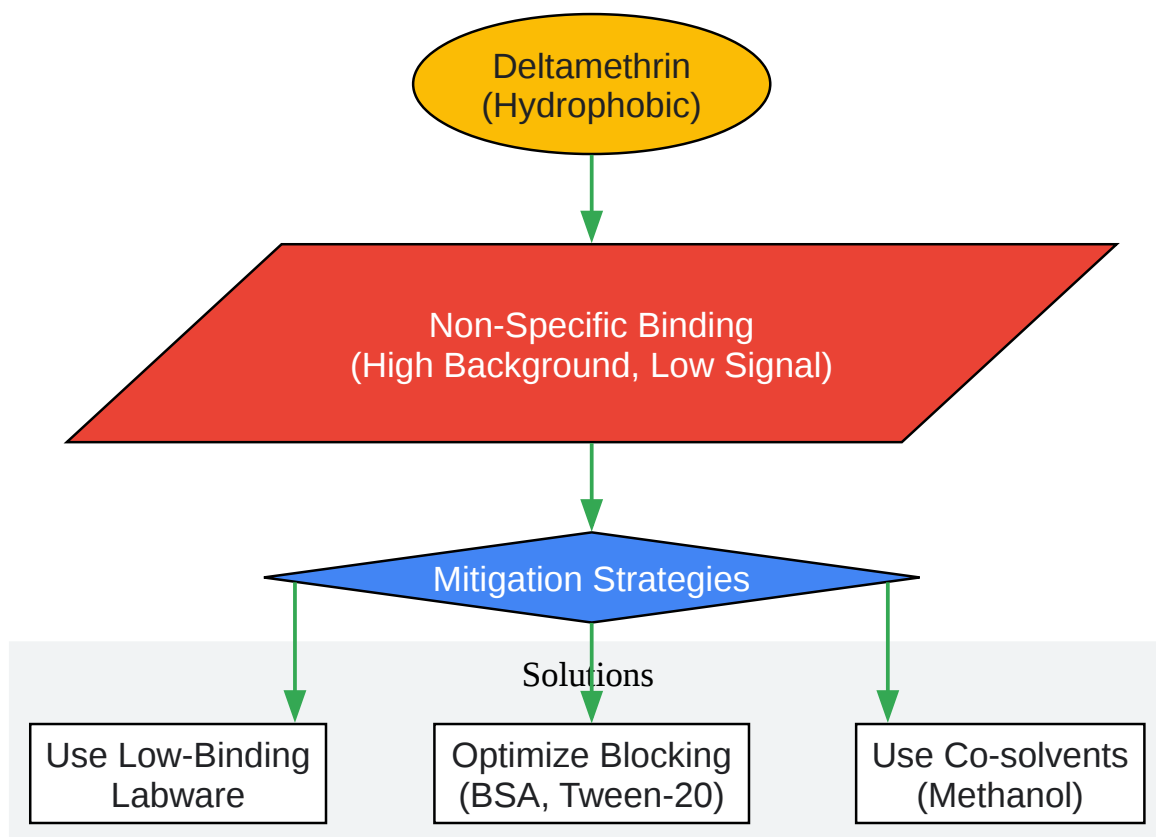 Deltamethrin
(Hydrophobic)
Non-Specific Binding
(High Background, Low Signal)
Mitigation Strategies
Solutions
Use Low-Binding
Labware
Optimize Blocking
(BSA, Tween-20)
Use Co-solvents
(Methanol)